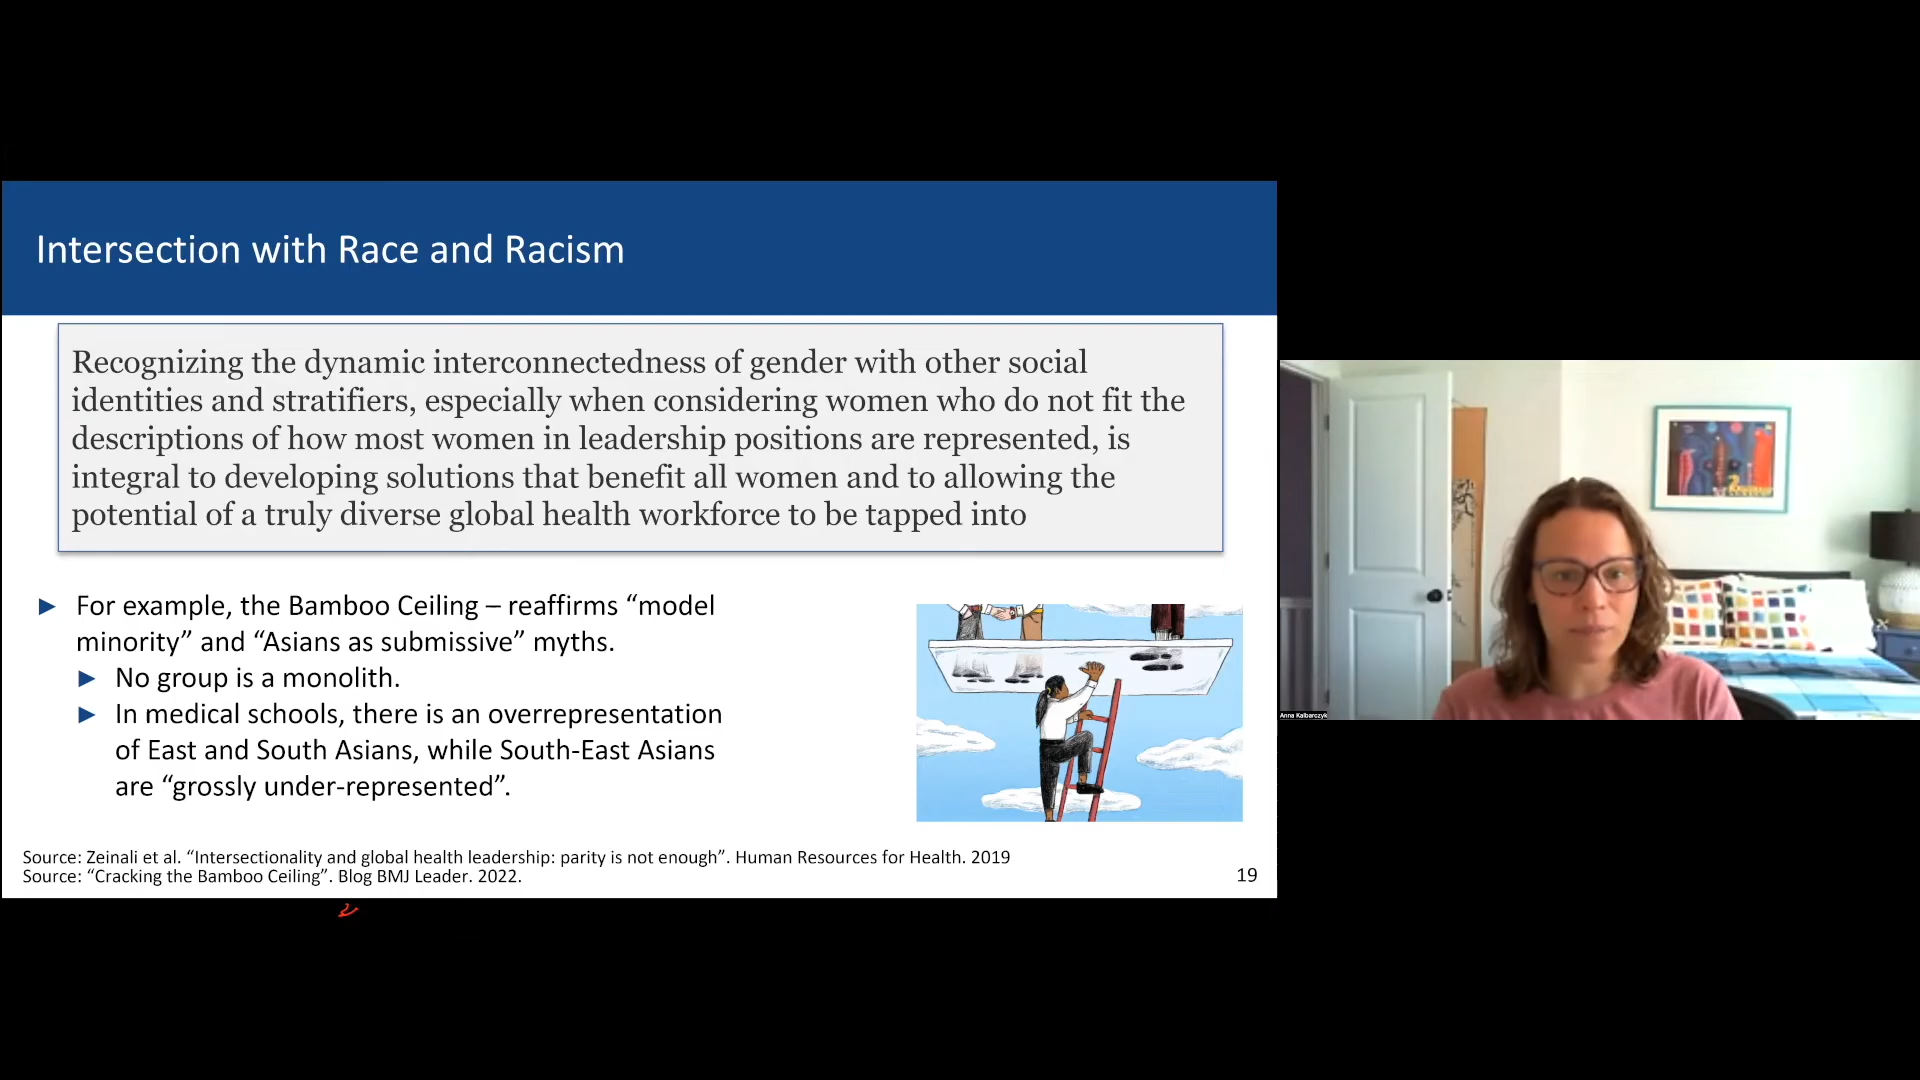 Intersection with Race and Racism
Recognizing the dynamic interconnectedness of gender with other social
identities and stratifiers, especially when considering women who do not fit the
descriptions of how most women in leadership positions are represented, is
integral to developing solutions that benefit all women and to allowing the
potential of a truly diverse global health workforce to be tapped into
► For example, the Bamboo Ceiling – reaffirms “model
minority” and “Asians as submissive” myths.
► No group is a monolith.
► In medical schools, there is an overrepresentation
of East and South Asians, while South-East Asians
are “grossly under-represented”.
Source: Zeinali et al. “Intersectionality and global health leadership: parity is not enough”. Human Resources for Health. 2019
Source: “Cracking the Bamboo Ceiling”. Blog BMJ Leader. 2022.
19
Anna Kalbarczyk